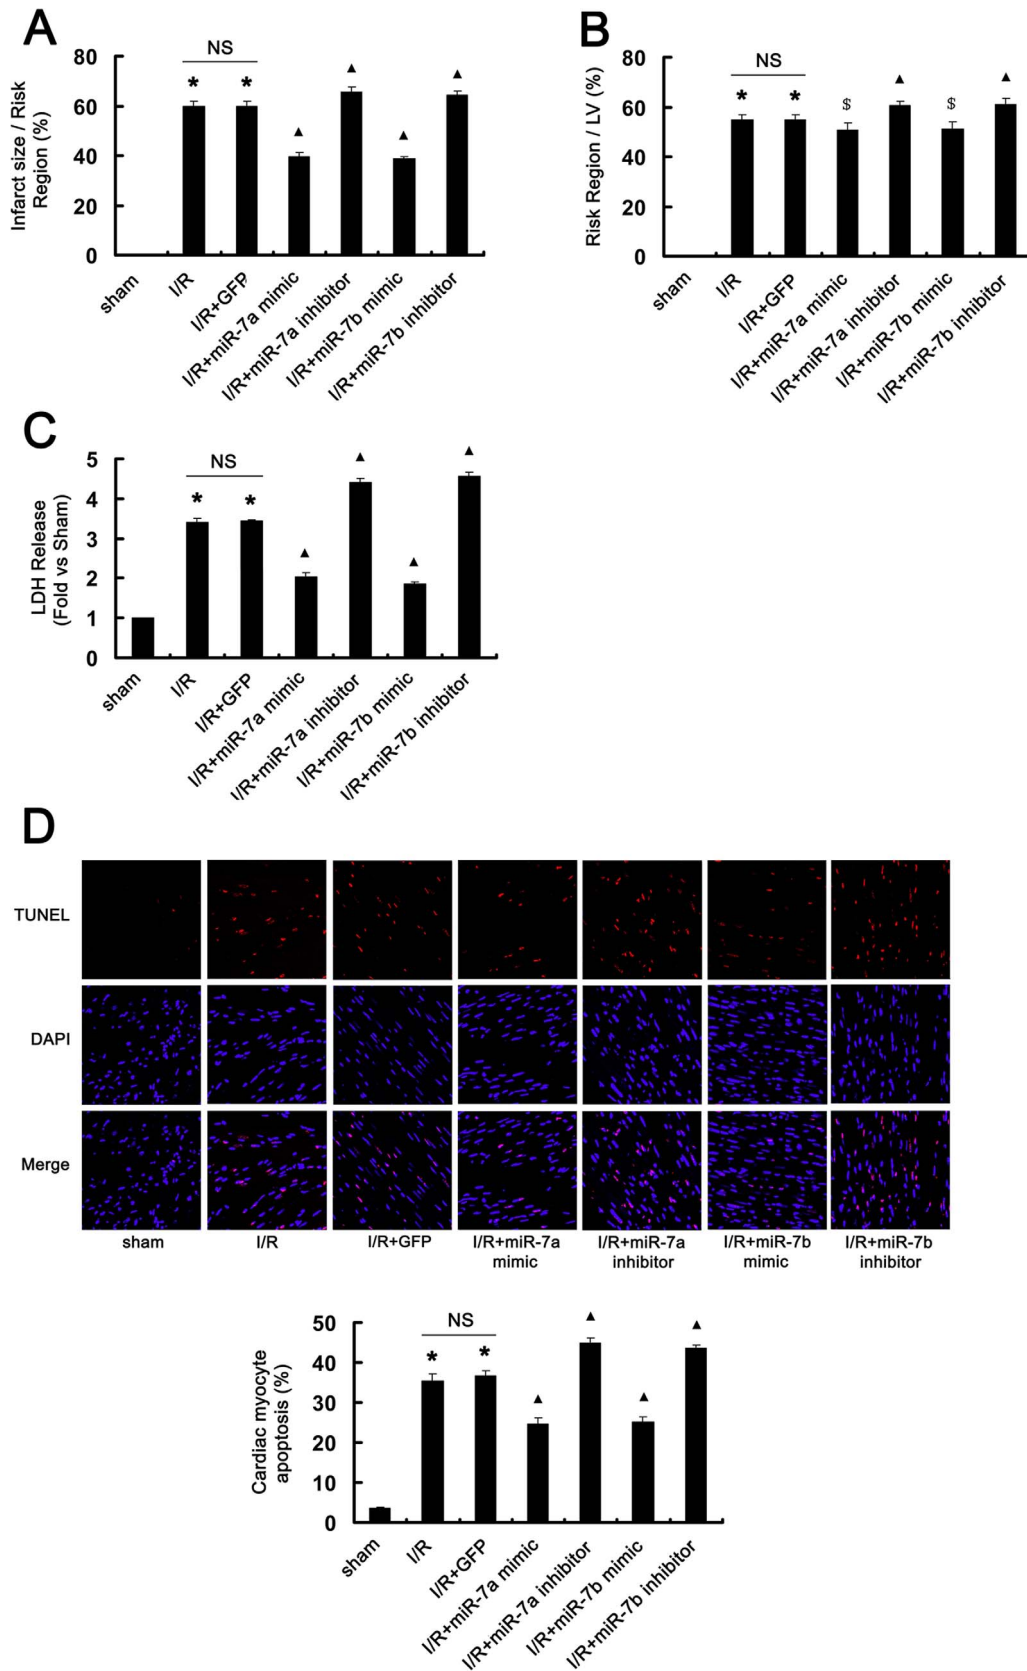 A
NS
80
60
40
20
0
Infarct size / Risk
Region (%)
*
*
▲
▲
▲
▲
sham
I/R
I/R+GFP
I/R+miR-7a mimic
I/R+miR-7a inhibitor
I/R+miR-7b mimic
I/R+miR-7b inhibitor
B
NS
80
60
40
20
0
Risk Region / LV (%)
*
*
$
▲
$
▲
sham
I/R
I/R+GFP
I/R+miR-7a mimic
I/R+miR-7a inhibitor
I/R+miR-7b mimic
I/R+miR-7b inhibitor
C
NS
5
4
3
2
1
0
LDH Release
(Fold vs Sham)
*
*
▲
▲
▲
▲
sham
I/R
I/R+GFP
I/R+miR-7a mimic
I/R+miR-7a inhibitor
I/R+miR-7b mimic
I/R+miR-7b inhibitor
D
TUNEL
DAPI
Merge
sham
I/R
I/R+GFP
I/R+miR-7a
mimic
I/R+miR-7a
inhibitor
I/R+miR-7b
mimic
I/R+miR-7b
inhibitor
NS
50
40
30
20
10
0
Cardiac myocyte
apoptosis (%)
*
*
▲
▲
▲
▲
sham
I/R
I/R+GFP
I/R+miR-7a mimic
I/R+miR-7a inhibitor
I/R+miR-7b mimic
I/R+miR-7b inhibitor